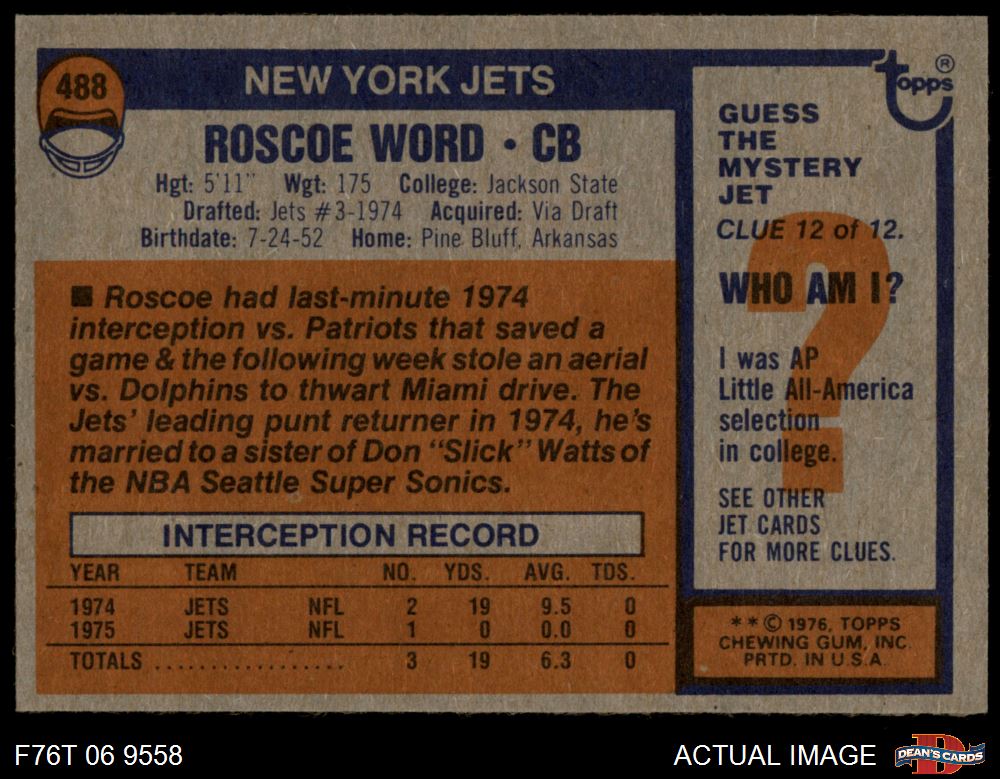 488
NEW YORK JETS
ROSCOE WORD • CB
Hgt: 5'11" Wgt: 175 College: Jackson State
Drafted: Jets #3-1974 Acquired: Via Draft
Birthdate: 7-24-52 Home: Pine Bluff, Arkansas
■ Roscoe had last-minute 1974
interception vs. Patriots that saved a
game & the following week stole an aerial
vs. Dolphins to thwart Miami drive. The
Jets' leading punt returner in 1974, he's
married to a sister of Don "Slick" Watts of
the NBA Seattle Super Sonics.
INTERCEPTION RECORD
YEAR TEAM NO. YDS. AVG. TDS.
1974 JETS NFL 2 19 9.5 0
1975 JETS NFL 1 0 0.0 0
TOTALS .................. 3 19 6.3 0
Topps ®
GUESS
THE
MYSTERY
JET
CLUE 12 of 12.
?
WHO AM I?
I was AP
Little All-America
selection
in college.
SEE OTHER
JET CARDS
FOR MORE CLUES.
** © 1976, TOPPS
CHEWING GUM, INC.
PRTD. IN U.S.A.
F76T 06 9558
ACTUAL IMAGE
D
DEAN'S CARDS